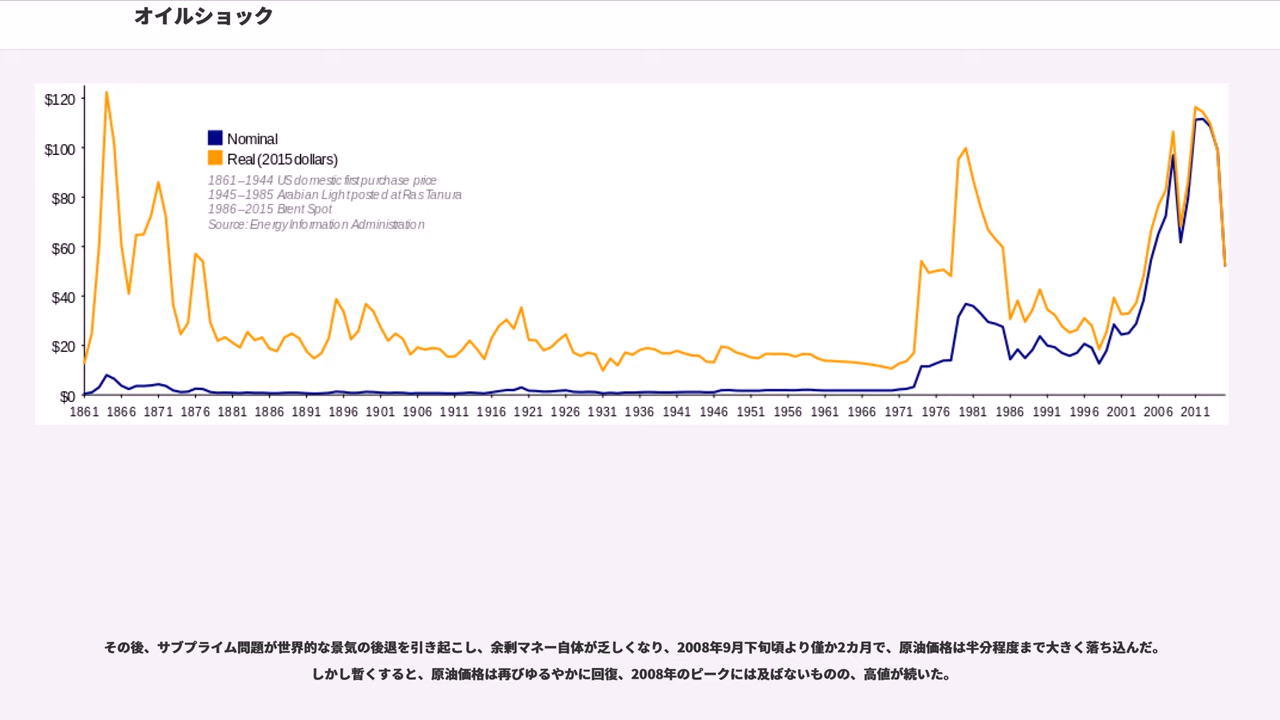 オイルショック
$120
$100
$80
$60
$40
$20
$0
Nominal
Real (2015 dollars)
1861–1944 US domestic first purchase price
1945–1985 Arabian Light posted at Ras Tanura
1986–2015 Brent Spot
Source: Energy Information Administration
1861 1866 1871 1876 1881 1886 1891 1896 1901 1906 1911 1916 1921 1926 1931 1936 1941 1946 1951 1956 1961 1966 1971 1976 1981 1986 1991 1996 2001 2006 2011
その後、サブプライム問題が世界的な景気の後退を引き起こし、余剰マネー自体が乏しくなり、2008年9月下旬頃より僅か2カ月で、原油価格は半分程度まで大きく落ち込んだ。
しかし暫くすると、原油価格は再びゆるやかに回復、2008年のピークには及ばないものの、高値が続いた。